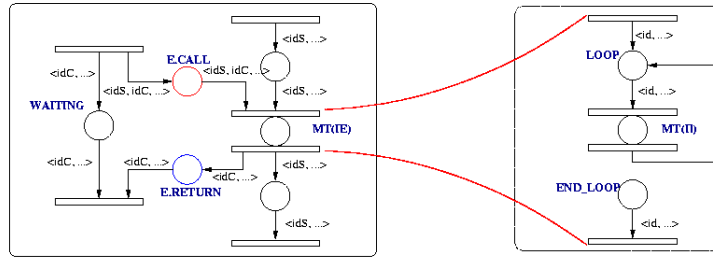 <idS, ...>
<id, ...>
E.CALL
<idC, ...>
<idS, idC, ...>
LOOP
<idS, idC, ...>
<idS, ...>
<id, ...>
WAITING
MT(IE)
MT(II)
<idC, ...>
<idS, ...>
<idC, ...>
<idC, ...>
E.RETURN
END_LOOP
<idS, ...>
<id, ...>